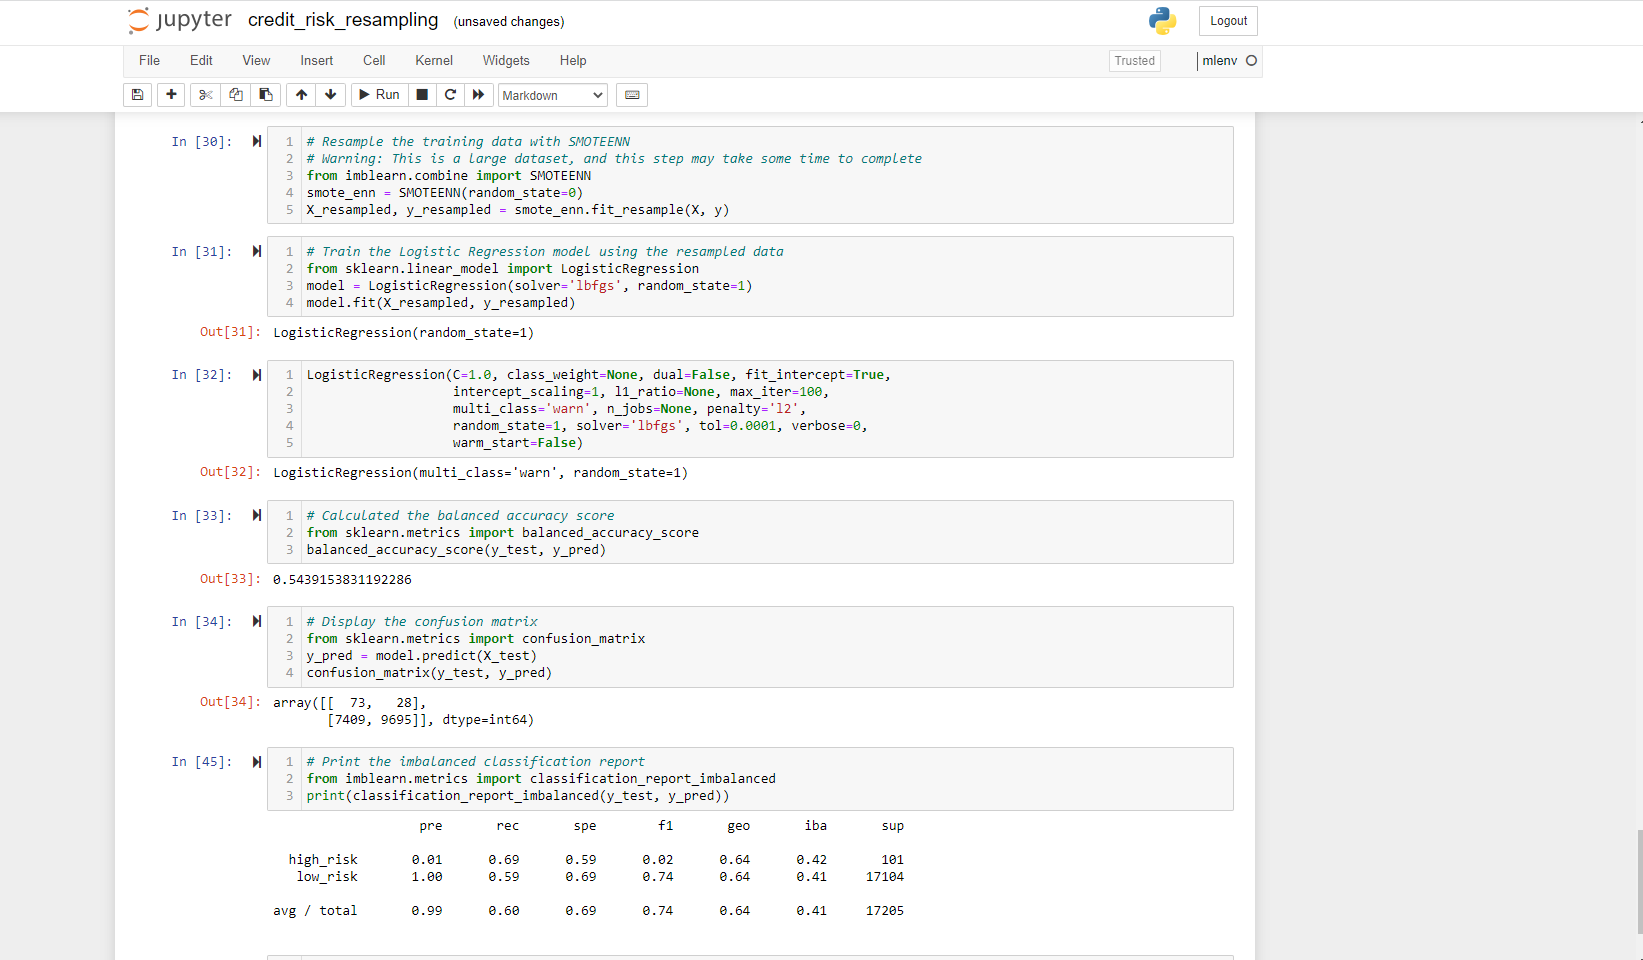 jupyter credit_risk_resampling (unsaved changes) Logout
File Edit View Insert Cell Kernel Widgets Help Trusted mlenv
Run Markdown
In [30]:
1 # Resample the training data with SMOTEENN
2 # Warning: This is a large dataset, and this step may take some time to complete
3 from imblearn.combine import SMOTEENN
4 smote_enn = SMOTEENN(random_state=0)
5 X_resampled, y_resampled = smote_enn.fit_resample(X, y)
In [31]:
1 # Train the Logistic Regression model using the resampled data
2 from sklearn.linear_model import LogisticRegression
3 model = LogisticRegression(solver='lbfgs', random_state=1)
4 model.fit(X_resampled, y_resampled)
Out[31]: LogisticRegression(random_state=1)
In [32]:
1 LogisticRegression(C=1.0, class_weight=None, dual=False, fit_intercept=True,
2 intercept_scaling=1, l1_ratio=None, max_iter=100,
3 multi_class='warn', n_jobs=None, penalty='l2',
4 random_state=1, solver='lbfgs', tol=0.0001, verbose=0,
5 warm_start=False)
Out[32]: LogisticRegression(multi_class='warn', random_state=1)
In [33]:
1 # Calculated the balanced accuracy score
2 from sklearn.metrics import balanced_accuracy_score
3 balanced_accuracy_score(y_test, y_pred)
Out[33]: 0.5439153831192286
In [34]:
1 # Display the confusion matrix
2 from sklearn.metrics import confusion_matrix
3 y_pred = model.predict(X_test)
4 confusion_matrix(y_test, y_pred)
Out[34]: array([[ 73, 28],
[7409, 9695]], dtype=int64)
In [45]:
1 # Print the imbalanced classification report
2 from imblearn.metrics import classification_report_imbalanced
3 print(classification_report_imbalanced(y_test, y_pred))
pre rec spe f1 geo iba sup
high_risk 0.01 0.69 0.59 0.02 0.64 0.42 101
low_risk 1.00 0.59 0.69 0.74 0.64 0.41 17104
avg / total 0.99 0.60 0.69 0.74 0.64 0.41 17205